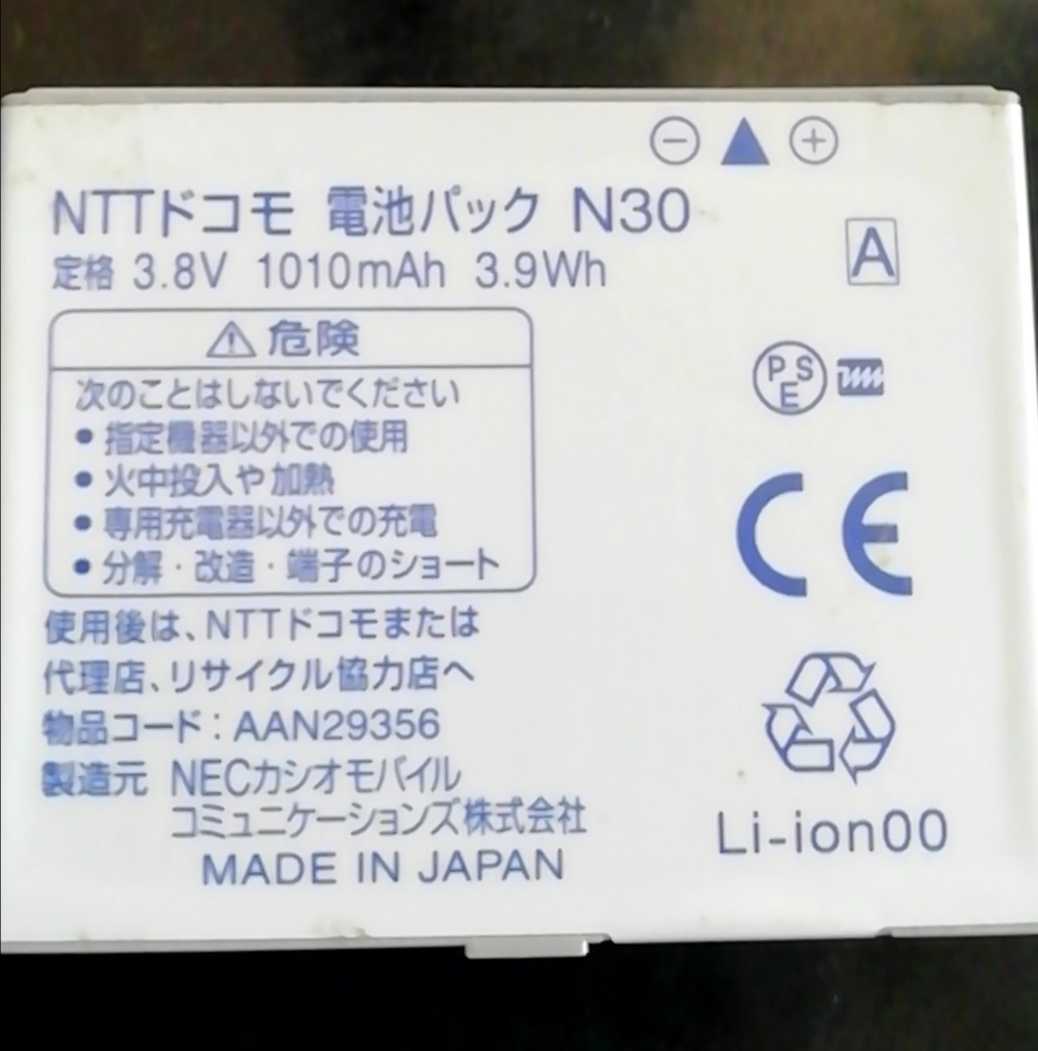 NTTドコモ 電池パック N30
定格 3.8V 1010mAh 3.9Wh
A
⚠危険
次のことはしないでください
●指定機器以外での使用
●火中投入や加熱
●専用充電器以外での充電
●分解・改造・端子のショート
PSE
CE
使用後は、NTTドコモまたは
代理店、リサイクル協力店へ
物品コード：AAN29356
製造元 NECカシオモバイル
コミュニケーションズ株式会社
MADE IN JAPAN
Li-ion00